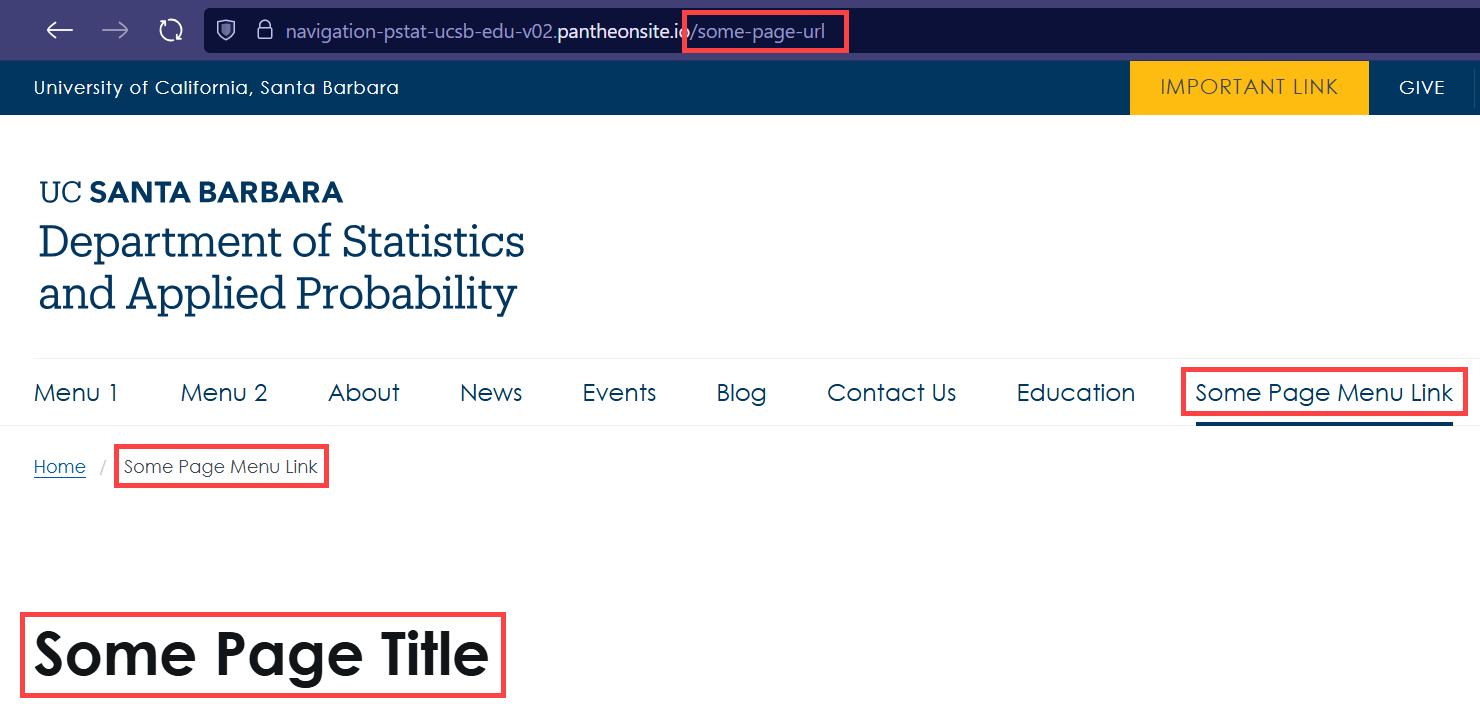 navigation-pstat-ucsb-edu-v02.pantheonsite.io/some-page-url
University of California, Santa Barbara
IMPORTANT LINK
GIVE
UC SANTA BARBARA
Department of Statistics
and Applied Probability
Menu 1 Menu 2 About News Events Blog Contact Us Education Some Page Menu Link
Home / Some Page Menu Link
Some Page Title